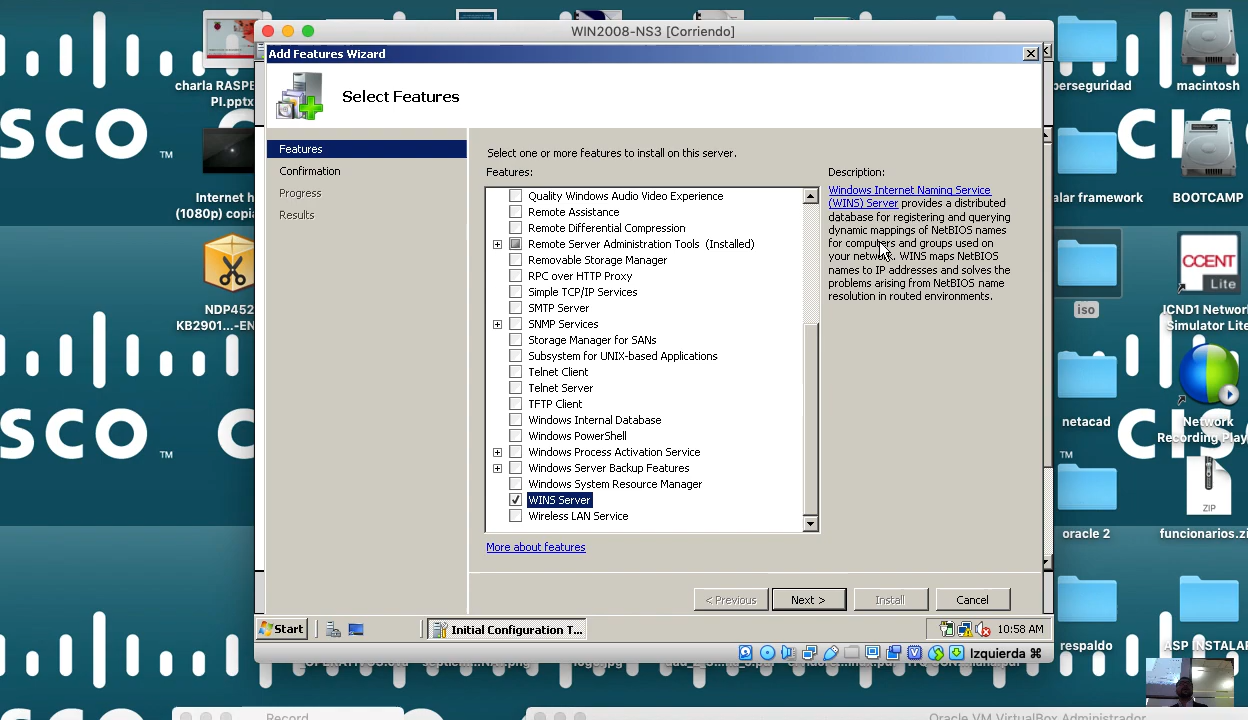 WIN2008-NS3 [Corriendo]
Add Features Wizard
Select Features
Features
Confirmation
Progress
Results
Select one or more features to install on this server.
Features:
Quality Windows Audio Video Experience
Remote Assistance
Remote Differential Compression
Remote Server Administration Tools (Installed)
Removable Storage Manager
RPC over HTTP Proxy
Simple TCP/IP Services
SMTP Server
SNMP Services
Storage Manager for SANs
Subsystem for UNIX-based Applications
Telnet Client
Telnet Server
TFTP Client
Windows Internal Database
Windows PowerShell
Windows Process Activation Service
Windows Server Backup Features
Windows System Resource Manager
WINS Server
Wireless LAN Service
More about features
Description:
Windows Internet Naming Service
(WINS) Server provides a distributed
database for registering and querying
dynamic mappings of NetBIOS names
for computers and groups used on
your network. WINS maps NetBIOS
names to IP addresses and solves the
problems arising from NetBIOS name
resolution in routed environments.
< Previous
Next >
Install
Cancel
Start
Initial Configuration T...
10:58 AM
Izquierda ⌘
charla RASPE
PI.pptx
Internet h
(1080p) copia
NDP452
KB2901...-EN
SCO
TM
SCO
TM
TM
perseguridad
macintosh
alar framework
BOOTCAMP
iso
CCENT
Lite
ICND1 Network
Simulator Lite
netacad
Network
Recording Play
ZIP
oracle 2
funcionarios.zi
respaldo
ASP INSTALAR
Record
Oracle VM VirtualBox Administrador